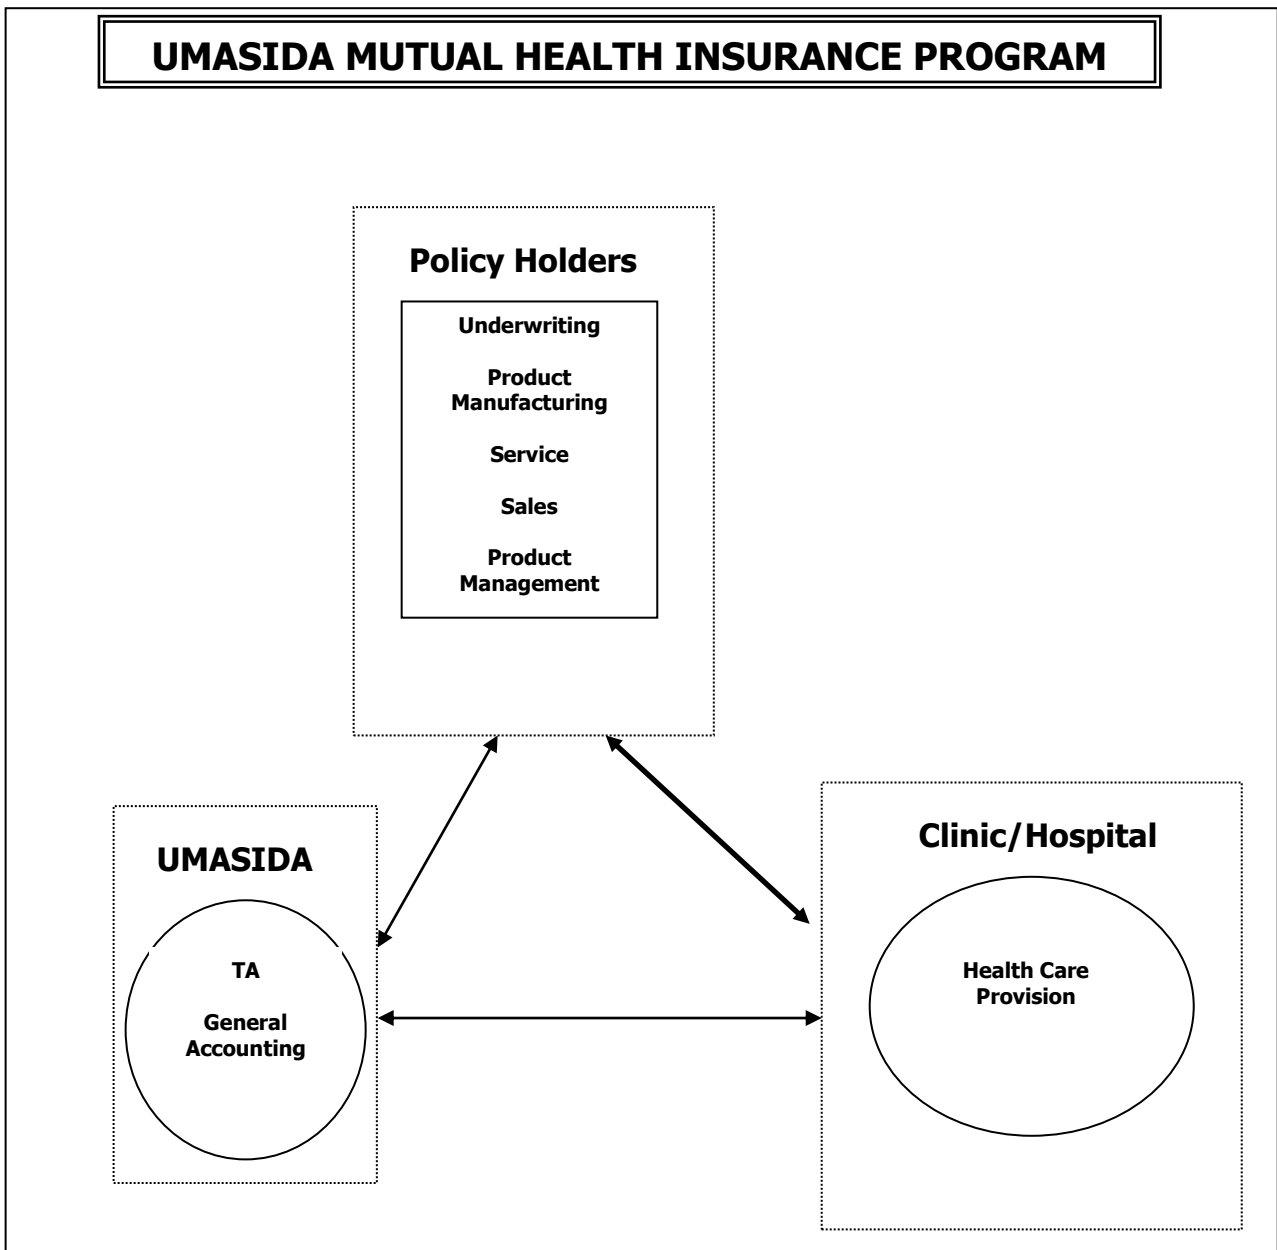 UMASIDA MUTUAL HEALTH INSURANCE PROGRAM
Policy Holders
Underwriting
Product
Manufacturing
Service
Sales
Product
Management
UMASIDA
TA
General
Accounting
Clinic/Hospital
Health Care
Provision